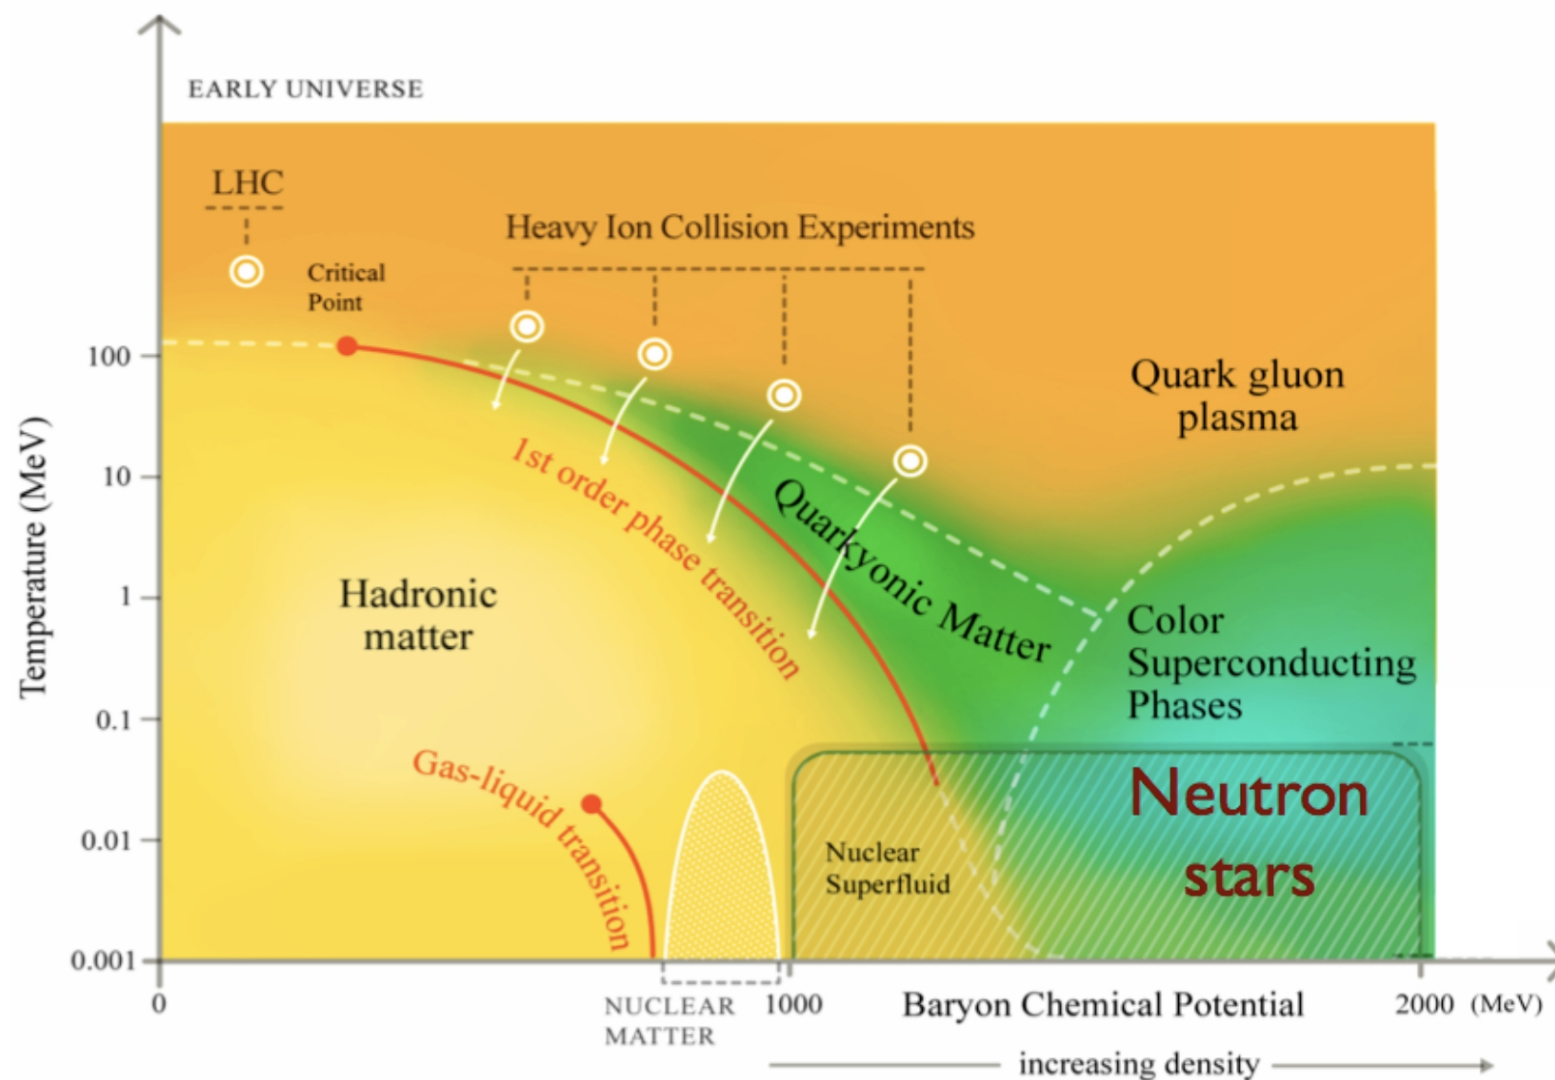 EARLY UNIVERSE
LHC
Heavy Ion Collision Experiments
Critical
Point
100
10
1
0.1
0.01
0.001
Temperature (MeV)
Quark gluon
plasma
1st order phase transition
Quarkyonic Matter
Hadronic
matter
Color
Superconducting
Phases
Gas-liquid transition
Neutron
stars
Nuclear
Superfluid
0
NUCLEAR
MATTER
1000
Baryon Chemical Potential
2000 (MeV)
increasing density